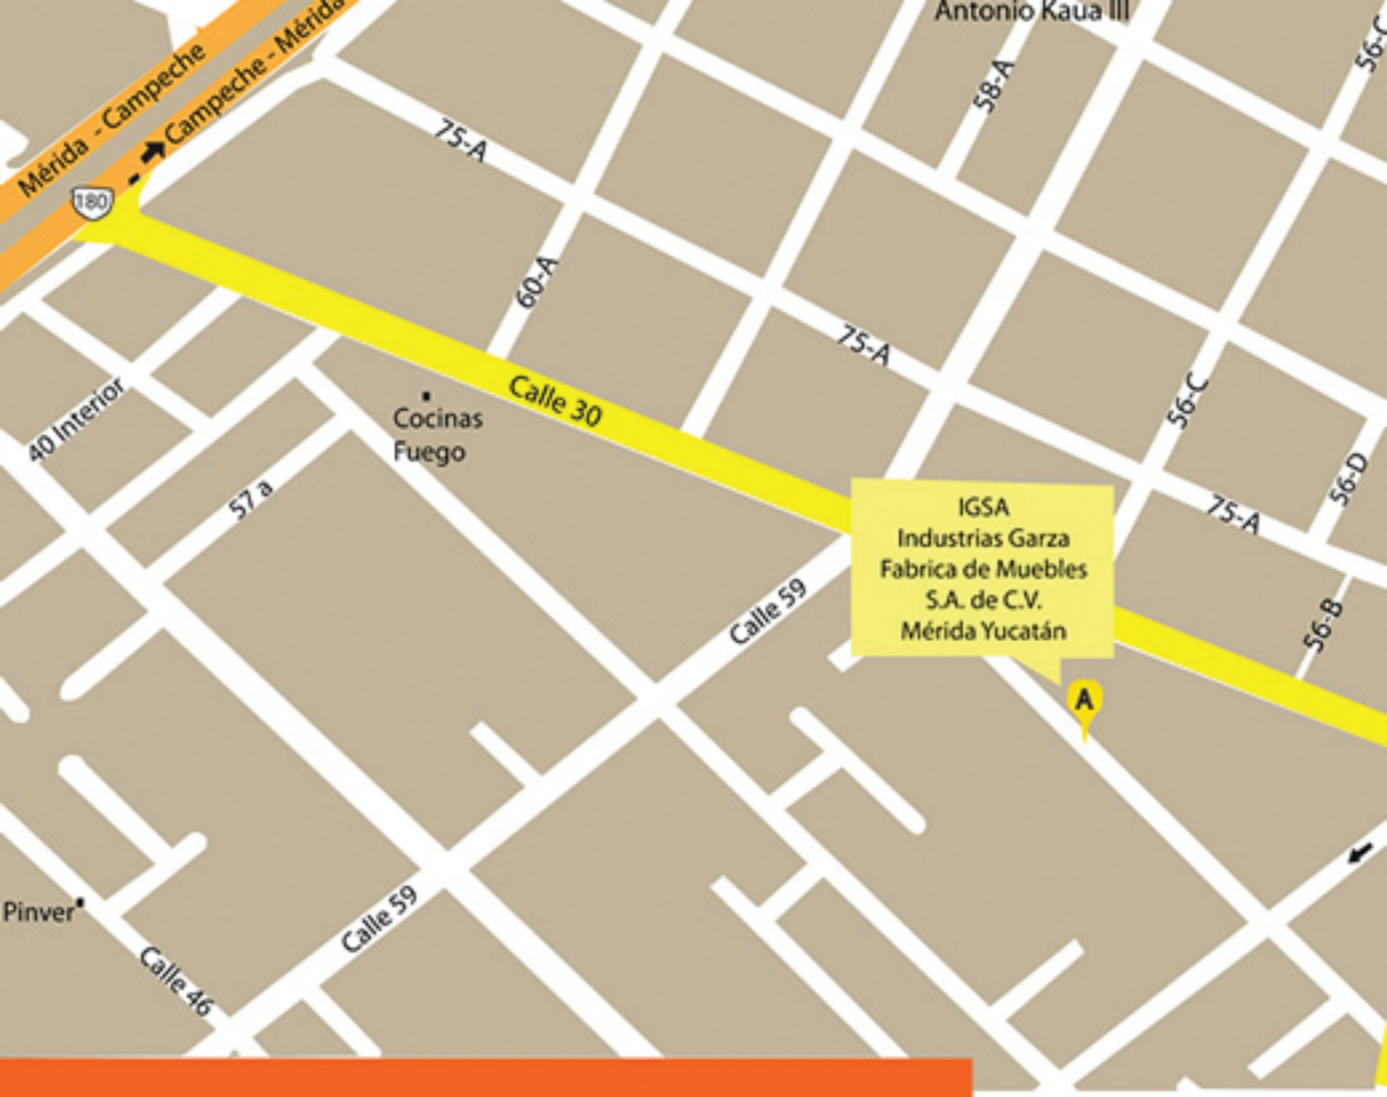 Antonio Kaua III
56-C
Mérida - Campeche
Campeche - Mérida
58-A
75-A
180
60-A
75-A
Calle 30
40 Interior
Cocinas
Fuego
56-C
56-D
57 a
75-A
IGSA
Industrias Garza
Fabrica de Muebles
S.A. de C.V.
Mérida Yucatán
Calle 59
56-B
A
Calle 59
Pinver
Calle 46